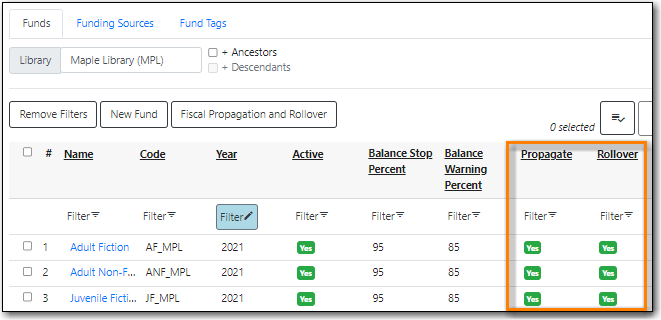 Funds Funding Sources Fund Tags
Library Maple Library (MPL) + Ancestors
+ Descendants
Remove Filters New Fund Fiscal Propagation and Rollover
0 selected
# Name Code Year Active Balance Stop Percent Balance Warning Percent Propagate Rollover
Filter Filter Filter Filter Filter Filter Filter Filter
1 Adult Fiction AF_MPL 2021 Yes 95 85 Yes Yes
2 Adult Non-F... ANF_MPL 2021 Yes 95 85 Yes Yes
3 Juvenile Ficti... JF_MPL 2021 Yes 95 85 Yes Yes